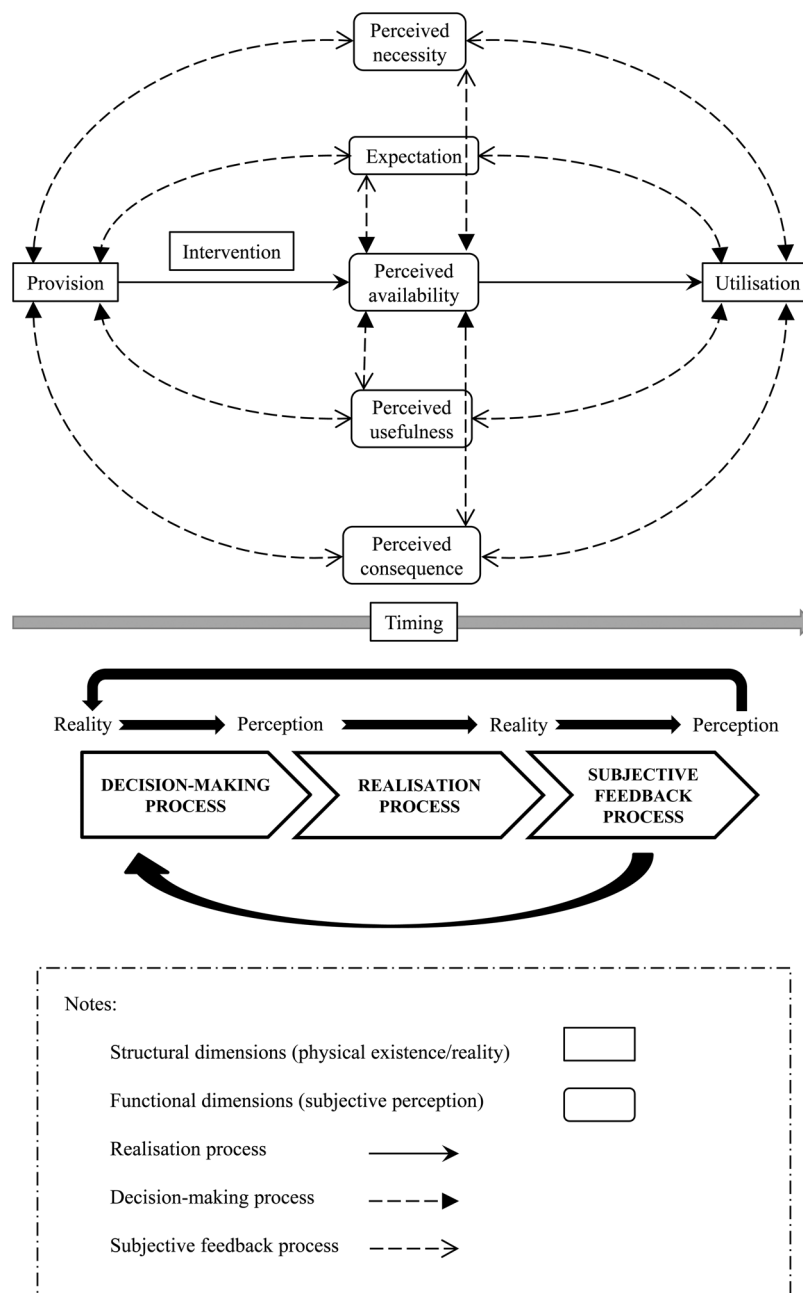 Perceived
necessity
Expectation
Intervention
Provision
Perceived
availability
Utilisation
Perceived
usefulness
Perceived
consequence
Timing
Reality
Perception
Reality
Perception
DECISION-MAKING
PROCESS
REALISATION
PROCESS
SUBJECTIVE
FEEDBACK
PROCESS
Notes:
Structural dimensions (physical existence/reality)
Functional dimensions (subjective perception)
Realisation process
Decision-making process
Subjective feedback process